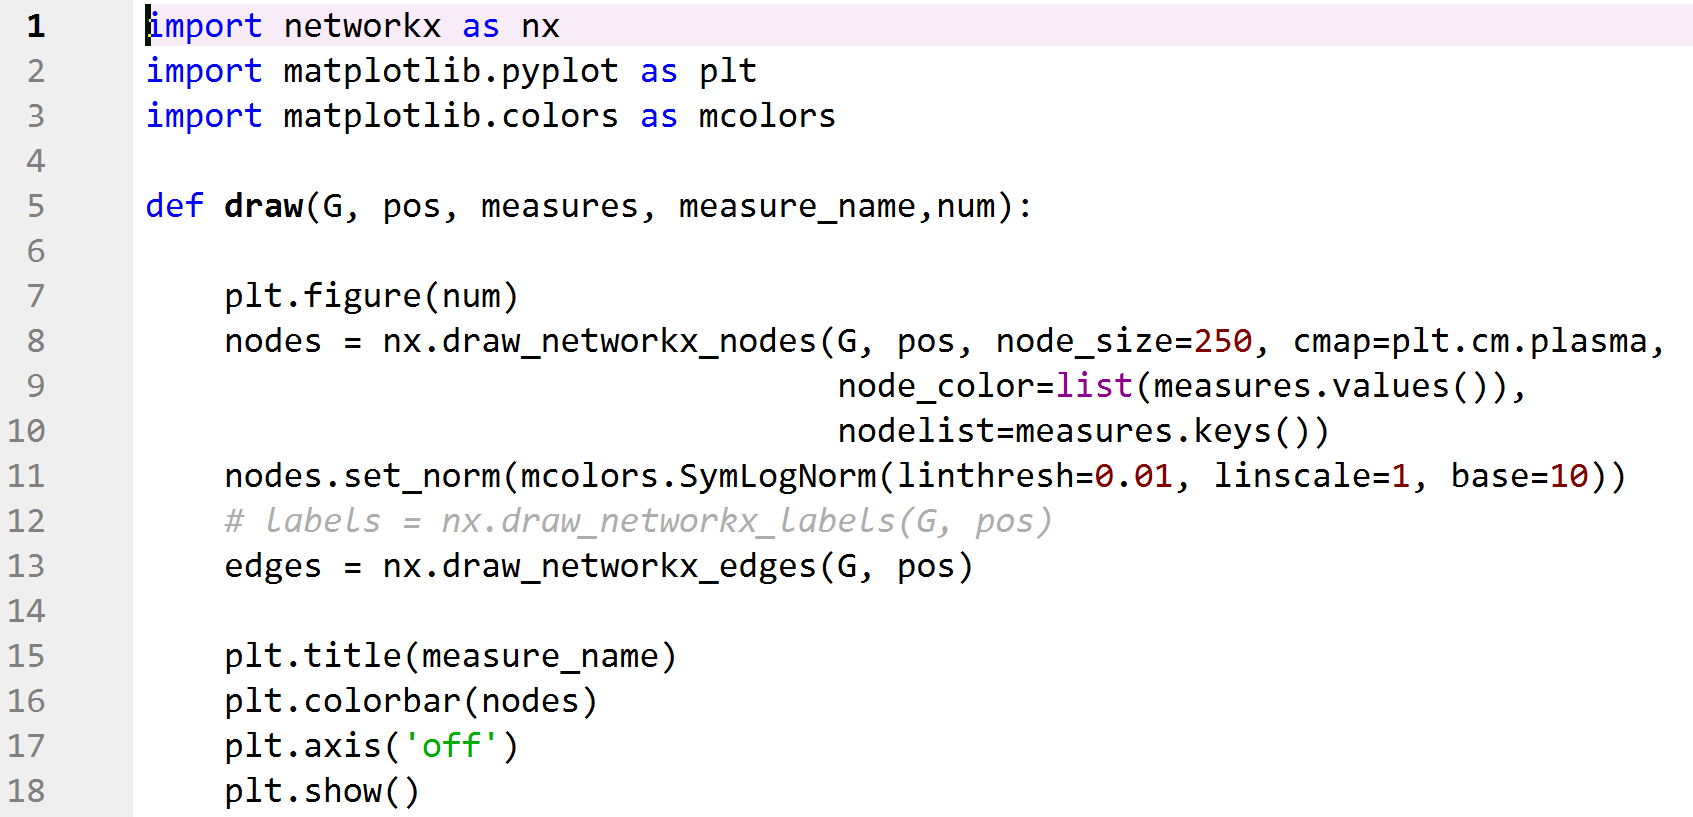 1 import networkx as nx
2 import matplotlib.pyplot as plt
3 import matplotlib.colors as mcolors
4
5 def draw(G, pos, measures, measure_name,num):
6
7     plt.figure(num)
8     nodes = nx.draw_networkx_nodes(G, pos, node_size=250, cmap=plt.cm.plasma,
9                                    node_color=list(measures.values()),
10                                    nodelist=measures.keys())
11     nodes.set_norm(mcolors.SymLogNorm(linthresh=0.01, linscale=1, base=10))
12     # labels = nx.draw_networkx_labels(G, pos)
13     edges = nx.draw_networkx_edges(G, pos)
14
15     plt.title(measure_name)
16     plt.colorbar(nodes)
17     plt.axis('off')
18     plt.show()